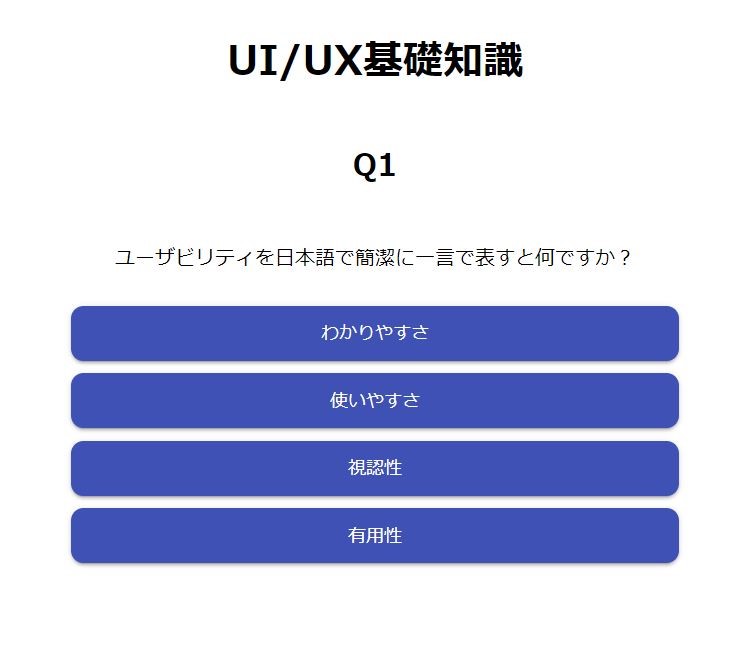 UI/UX基礎知識
Q1
ユーザビリティを日本語で簡潔に一言で表すと何ですか？
わかりやすさ
使いやすさ
視認性
有用性